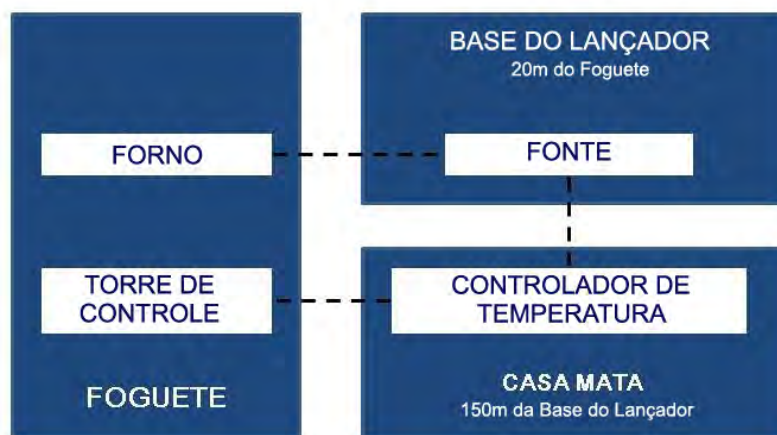 FORNO
TORRE DE
CONTROLE
FOGUETE
BASE DO LANÇADOR
20m do Foguete
FONTE
CONTROLADOR DE
TEMPERATURA
CASA MATA
150m da Base do Lançador